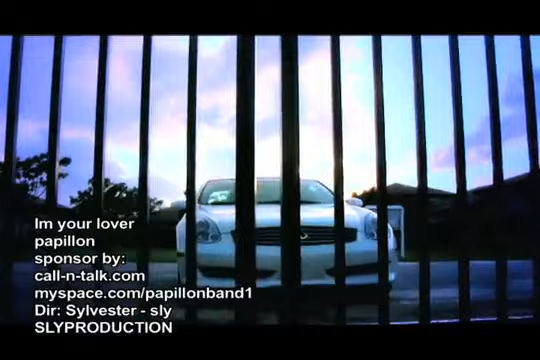 Im your lover
papillon
sponsor by:
call-n-talk.com
myspace.com/papillonband1
Dir: Sylvester - sly
SLYPRODUCTION